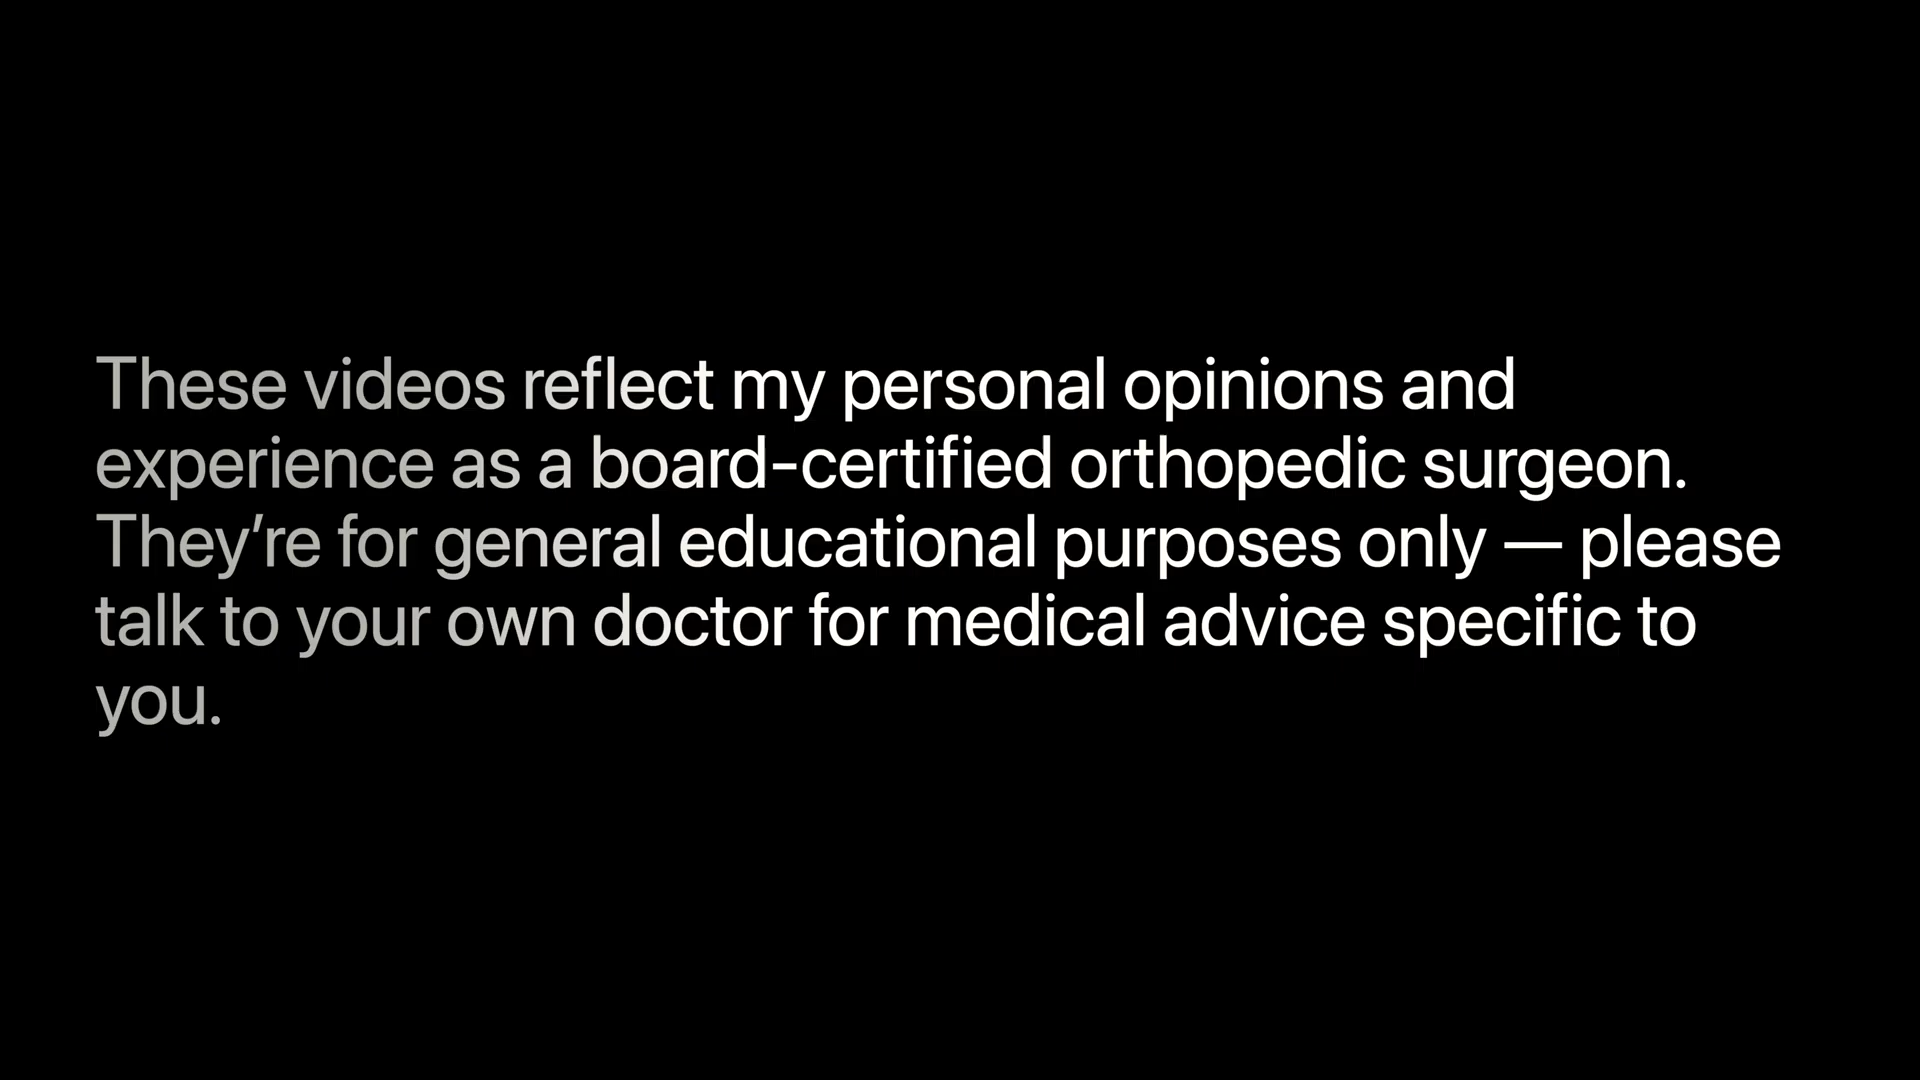 These videos reflect my personal opinions and
experience as a board-certified orthopedic surgeon.
They’re for general educational purposes only — please
talk to your own doctor for medical advice specific to
you.